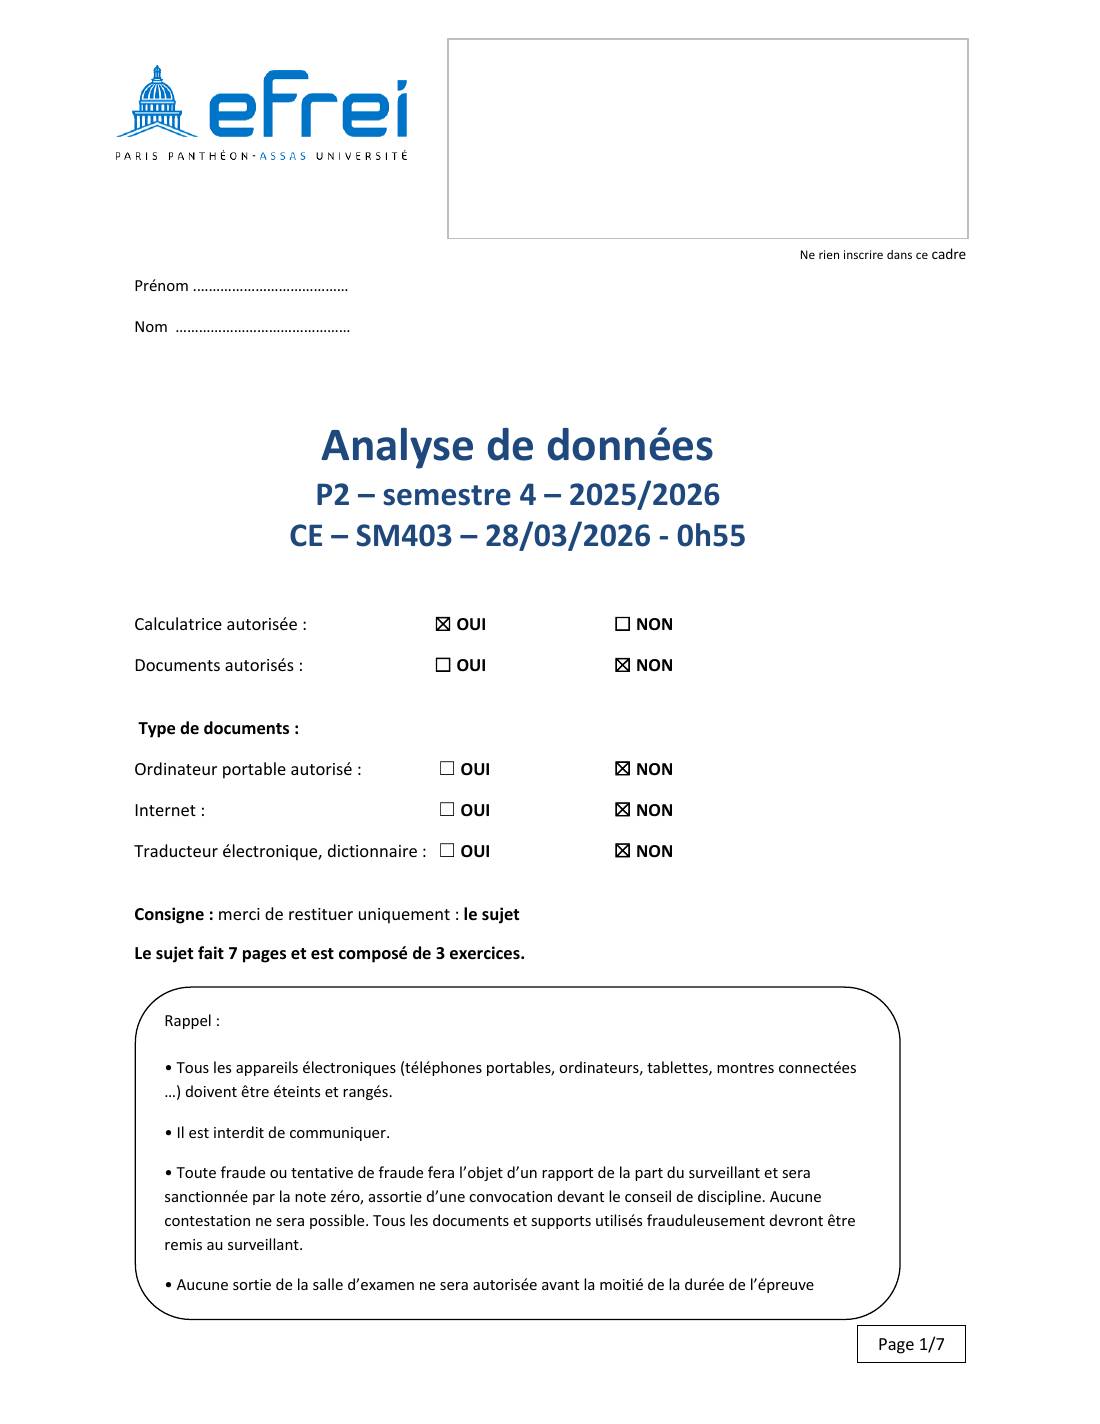 efrei
PARIS PANTHÉON-ASSAS UNIVERSITÉ
Ne rien inscrire dans ce cadre
Prénom ………………………………….
Nom ………………………………………
Analyse de données
P2 – semestre 4 – 2025/2026
CE – SM403 – 28/03/2026 - 0h55
Calculatrice autorisée : ☒ OUI ☐ NON
Documents autorisés : ☐ OUI ☒ NON
Type de documents :
Ordinateur portable autorisé : ☐ OUI ☒ NON
Internet : ☐ OUI ☒ NON
Traducteur électronique, dictionnaire : ☐ OUI ☒ NON
Consigne : merci de restituer uniquement : le sujet
Le sujet fait 7 pages et est composé de 3 exercices.
Rappel :
• Tous les appareils électroniques (téléphones portables, ordinateurs, tablettes, montres connectées
…) doivent être éteints et rangés.
• Il est interdit de communiquer.
• Toute fraude ou tentative de fraude fera l’objet d’un rapport de la part du surveillant et sera
sanctionnée par la note zéro, assortie d’une convocation devant le conseil de discipline. Aucune
contestation ne sera possible. Tous les documents et supports utilisés frauduleusement devront être
remis au surveillant.
• Aucune sortie de la salle d’examen ne sera autorisée avant la moitié de la durée de l’épreuve
Page 1/7